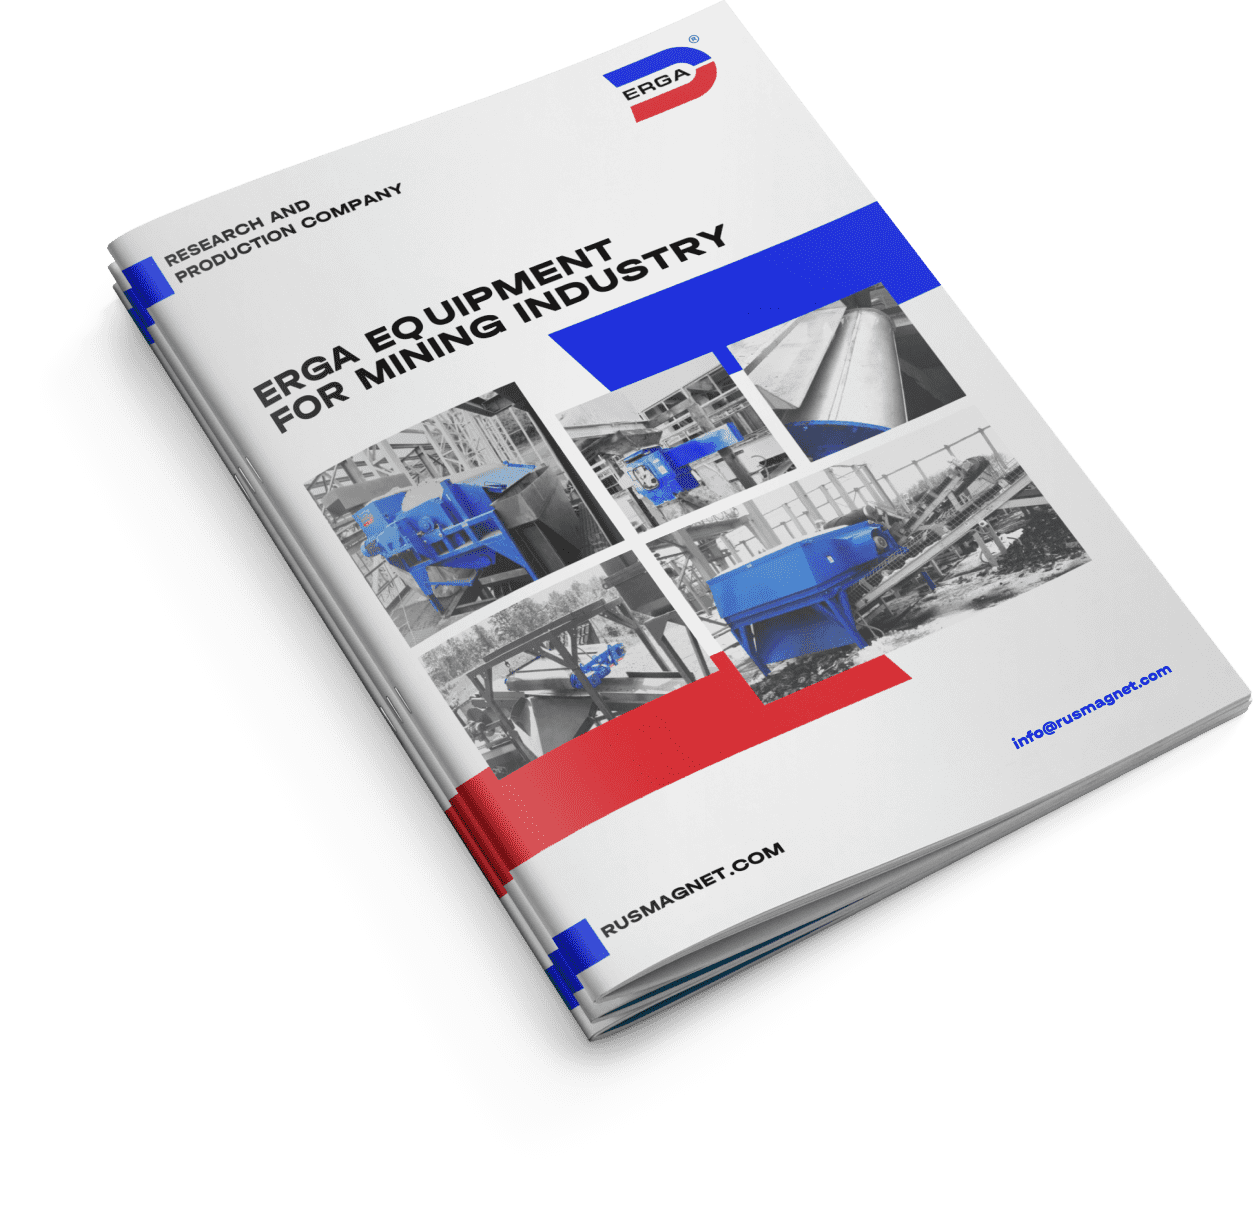 ERGA
®
RESEARCH AND
PRODUCTION COMPANY
ERGA EQUIPMENT
FOR MINING INDUSTRY
info@rusmagnet.com
RUSMAGNET.COM